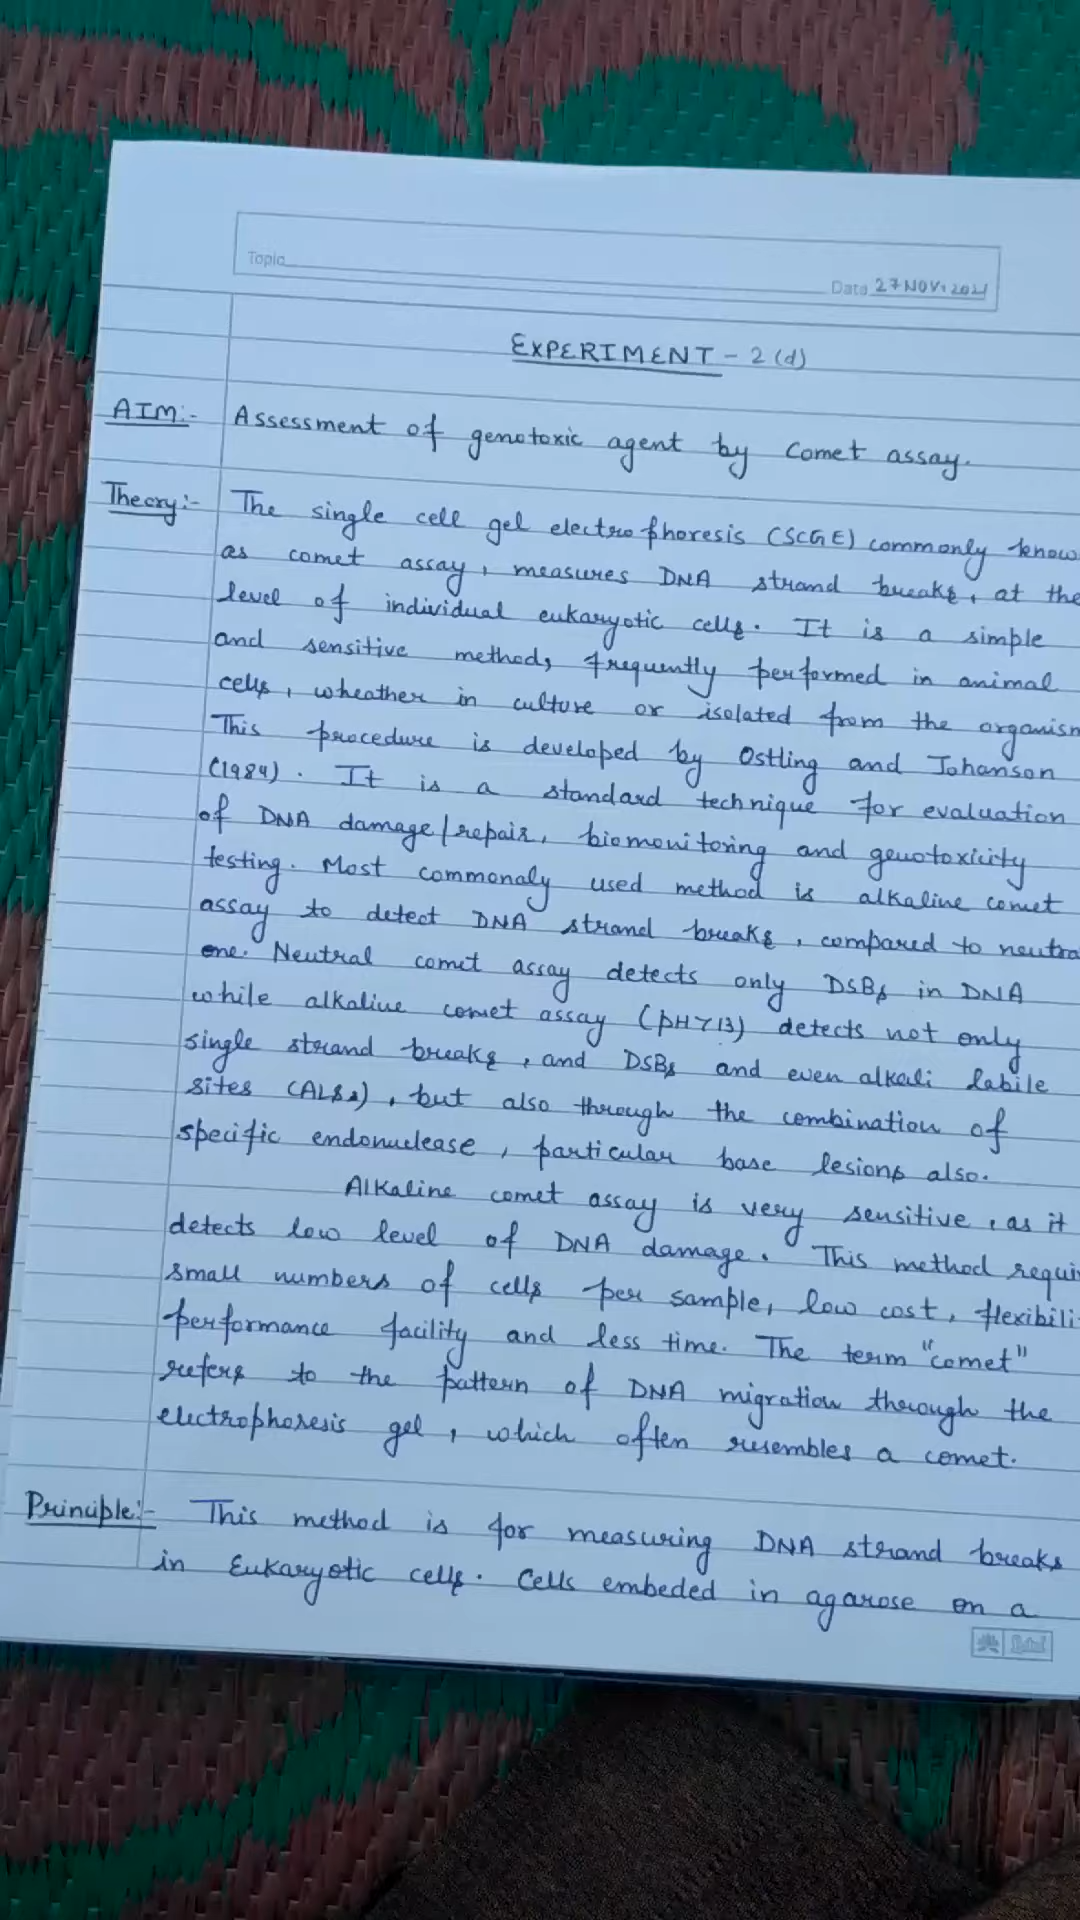 Topic
Date 27 NOV. 2021
EXPERIMENT - 2(d)
AIM:- Assessment of genotoxic agent by Comet assay.
Theory:- The single cell gel electrophoresis (SCGE) commonly know
as comet assay, measures DNA strand breaks, at the
level of individual eukaryotic cells. It is a simple
and sensitive method, frequently performed in animal
cells, wheather in culture or isolated from the organism
This procedure is developed by Ostling and Johanson
(1984). It is a standard technique for evaluation
of DNA damage/repair, biomonitoring and genotoxicity
testing. Most commonaly used method is alkaline comet
assay to detect DNA strand breaks, compared to neutra
one. Neutral comet assay detects only DSBs in DNA
while alkaline comet assay (pH>13) detects not only
single strand breaks, and DSBs and even alkali labile
sites (ALSs), but also through the combination of
specific endonuclease, particular base lesions also.
Alkaline comet assay is very sensitive, as it
detects low level of DNA damage. This method requi
small numbers of cells per sample, low cost, flexibili
performance facility and less time. The term "comet"
refers to the pattern of DNA migration through the
electrophoresis gel, which often resembles a comet.
Principle:- This method is for measuring DNA strand breaks
in Eukaryotic cells. Cells embeded in agarose on a